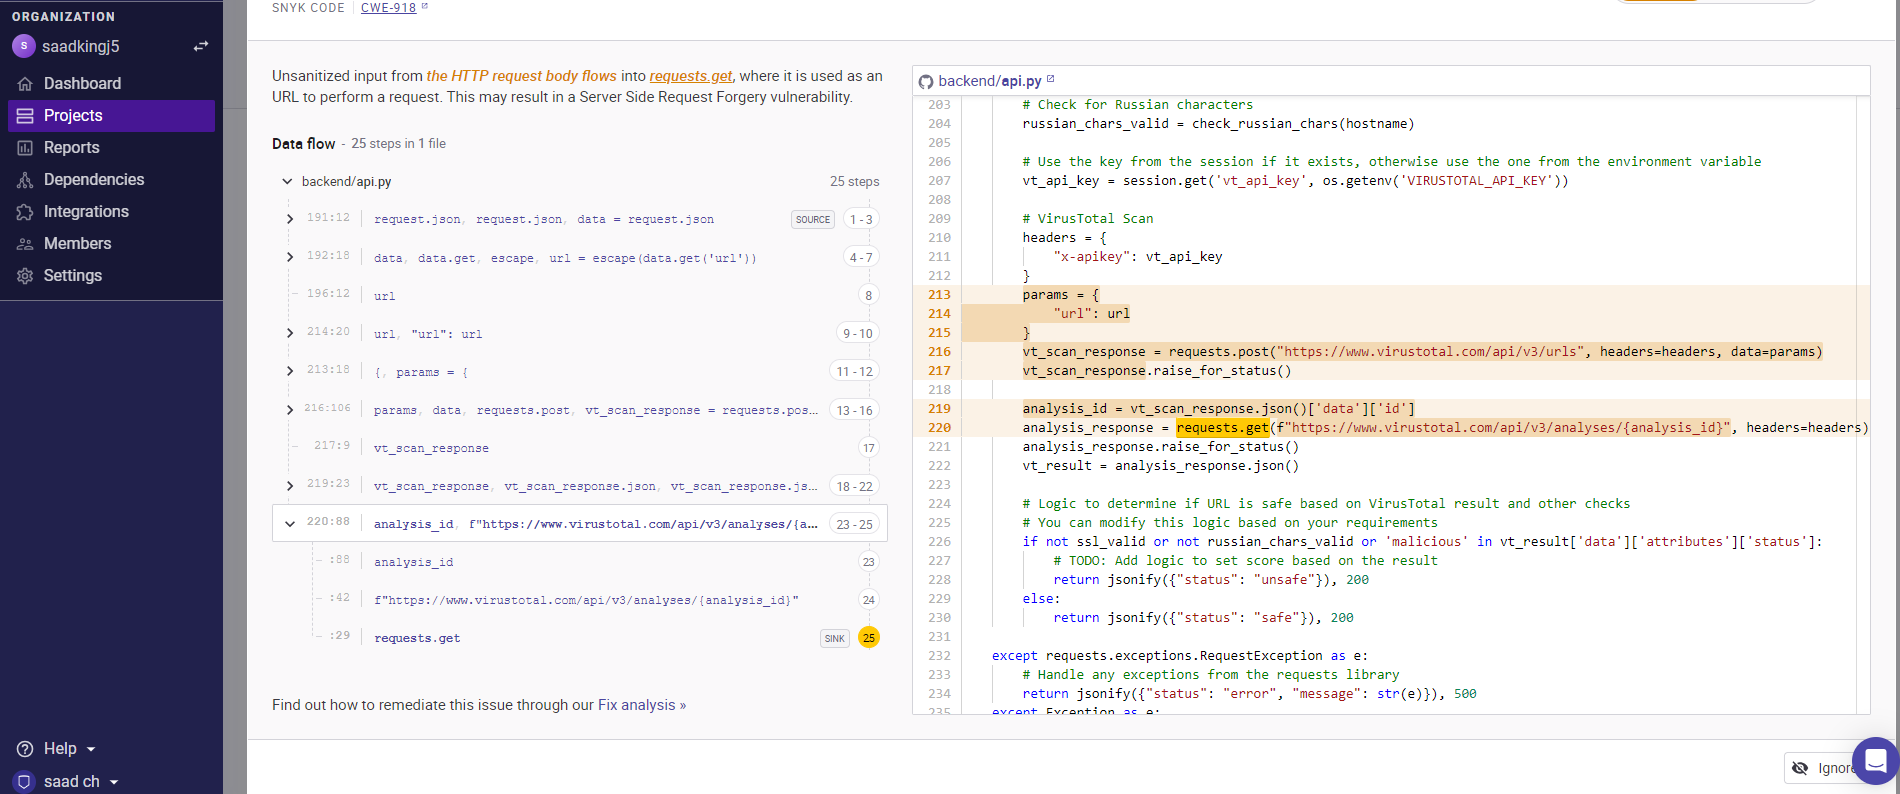 ORGANIZATION
S saadkingj5
Dashboard
Projects
Reports
Dependencies
Integrations
Members
Settings
Help
saad ch
SNYK CODE | CWE-918
Unsanitized input from the HTTP request body flows into requests.get, where it is used as an
URL to perform a request. This may result in a Server Side Request Forgery vulnerability.
Data flow - 25 steps in 1 file
backend/api.py 25 steps
191:12 request.json, request.json, data = request.json SOURCE 1 - 3
192:18 data, data.get, escape, url = escape(data.get('url')) 4 - 7
196:12 url 8
214:20 url, "url": url 9 - 10
213:18 {, params = { 11 - 12
216:106 params, data, requests.post, vt_scan_response = requests.pos... 13 - 16
217:9 vt_scan_response 17
219:23 vt_scan_response, vt_scan_response.json, vt_scan_response.js... 18 - 22
220:88 analysis_id, f"https://www.virustotal.com/api/v3/analyses/{a... 23 - 25
:88 analysis_id 23
:42 f"https://www.virustotal.com/api/v3/analyses/{analysis_id}" 24
:29 requests.get SINK 25
Find out how to remediate this issue through our Fix analysis »
backend/api.py
203 # Check for Russian characters
204 russian_chars_valid = check_russian_chars(hostname)
205
206 # Use the key from the session if it exists, otherwise use the one from the environment variable
207 vt_api_key = session.get('vt_api_key', os.getenv('VIRUSTOTAL_API_KEY'))
208
209 # VirusTotal Scan
210 headers = {
211 "x-apikey": vt_api_key
212 }
213 params = {
214 "url": url
215 }
216 vt_scan_response = requests.post("https://www.virustotal.com/api/v3/urls", headers=headers, data=params)
217 vt_scan_response.raise_for_status()
218
219 analysis_id = vt_scan_response.json()['data']['id']
220 analysis_response = requests.get(f"https://www.virustotal.com/api/v3/analyses/{analysis_id}", headers=headers)
221 analysis_response.raise_for_status()
222 vt_result = analysis_response.json()
223
224 # Logic to determine if URL is safe based on VirusTotal result and other checks
225 # You can modify this logic based on your requirements
226 if not ssl_valid or not russian_chars_valid or 'malicious' in vt_result['data']['attributes']['status']:
227 # TODO: Add logic to set score based on the result
228 return jsonify({"status": "unsafe"}), 200
229 else:
230 return jsonify({"status": "safe"}), 200
231
232 except requests.exceptions.RequestException as e:
233 # Handle any exceptions from the requests library
234 return jsonify({"status": "error", "message": str(e)}), 500
235 except Exception as e:
Ignore